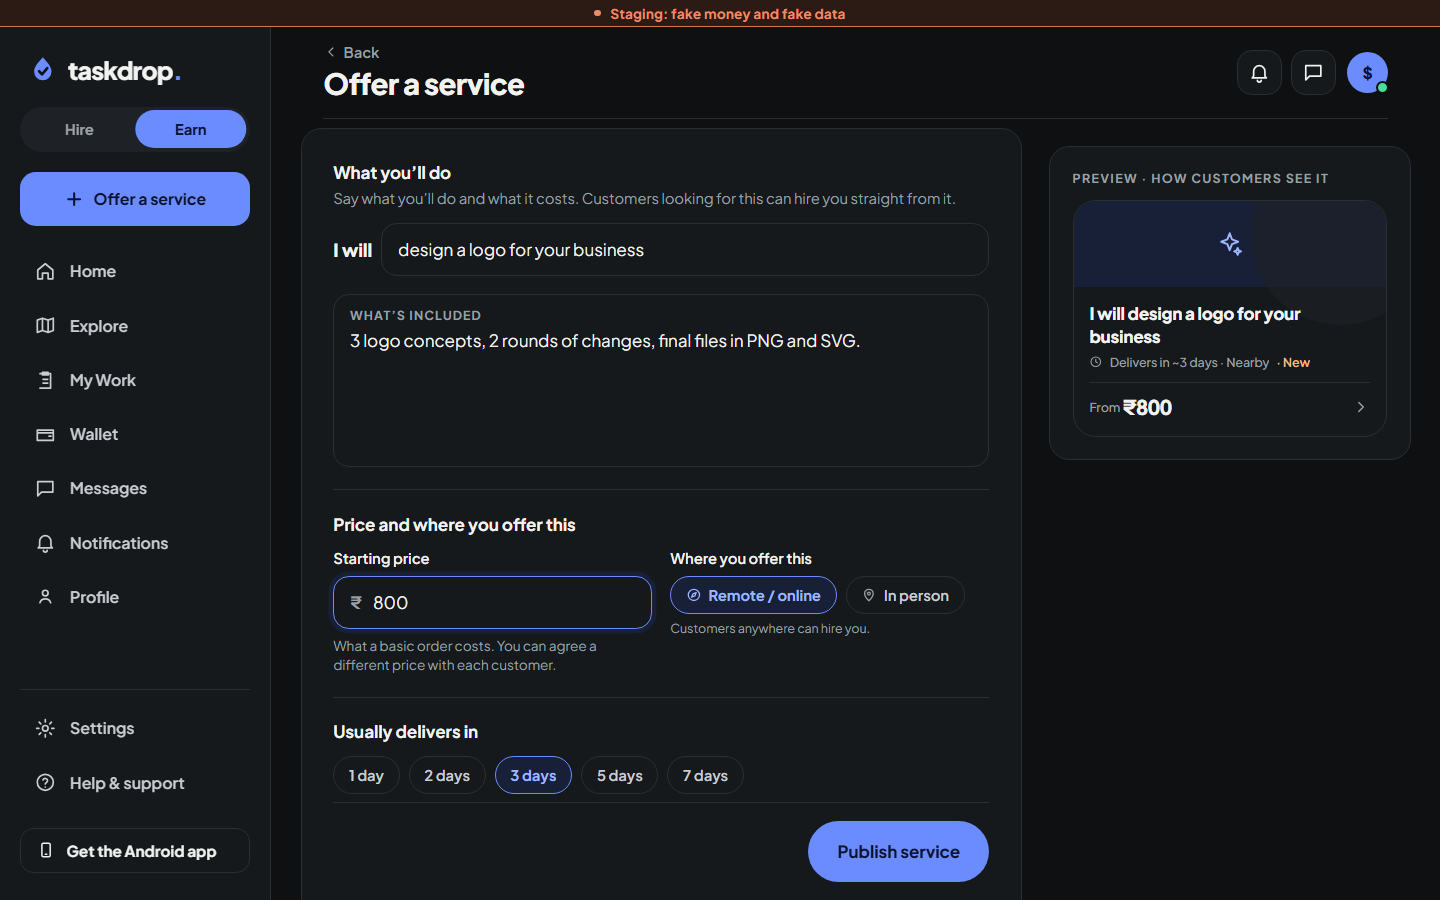 Staging: fake money and fake data
taskdrop.
Hire
Earn
Offer a service
Home
Explore
My Work
Wallet
Messages
Notifications
Profile
Settings
Help & support
Get the Android app
Back
Offer a service
$
What you’ll do
Say what you’ll do and what it costs. Customers looking for this can hire you straight from it.
I will
design a logo for your business
WHAT’S INCLUDED
3 logo concepts, 2 rounds of changes, final files in PNG and SVG.
Price and where you offer this
Starting price
₹ 800
What a basic order costs. You can agree a
different price with each customer.
Where you offer this
Remote / online
In person
Customers anywhere can hire you.
Usually delivers in
1 day
2 days
3 days
5 days
7 days
Publish service
PREVIEW · HOW CUSTOMERS SEE IT
I will design a logo for your
business
Delivers in ~3 days · Nearby · New
From ₹800